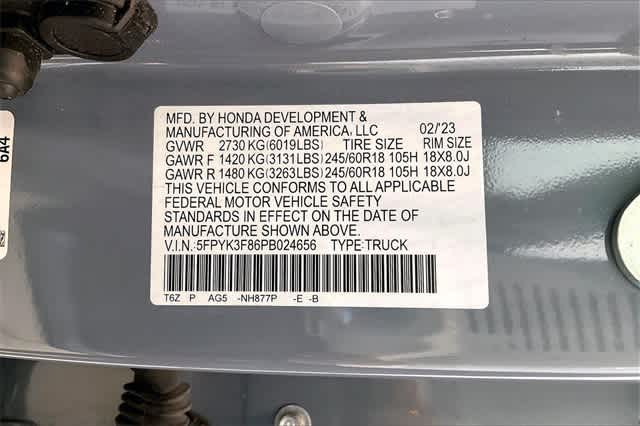 MFD. BY HONDA DEVELOPMENT &
MANUFACTURING OF AMERICA, LLC 02/'23
GVWR 2730 KG(6019LBS) TIRE SIZE RIM SIZE
GAWR F 1420 KG(3131LBS) 245/60R18 105H 18X8.0J
GAWR R 1480 KG(3263LBS) 245/60R18 105H 18X8.0J
THIS VEHICLE CONFORMS TO ALL APPLICABLE
FEDERAL MOTOR VEHICLE SAFETY
STANDARDS IN EFFECT ON THE DATE OF
MANUFACTURE SHOWN ABOVE.
V.I.N.:5FPYK3F86PB024656 TYPE:TRUCK
T6Z P AG5 -NH877P -E -B
6A4